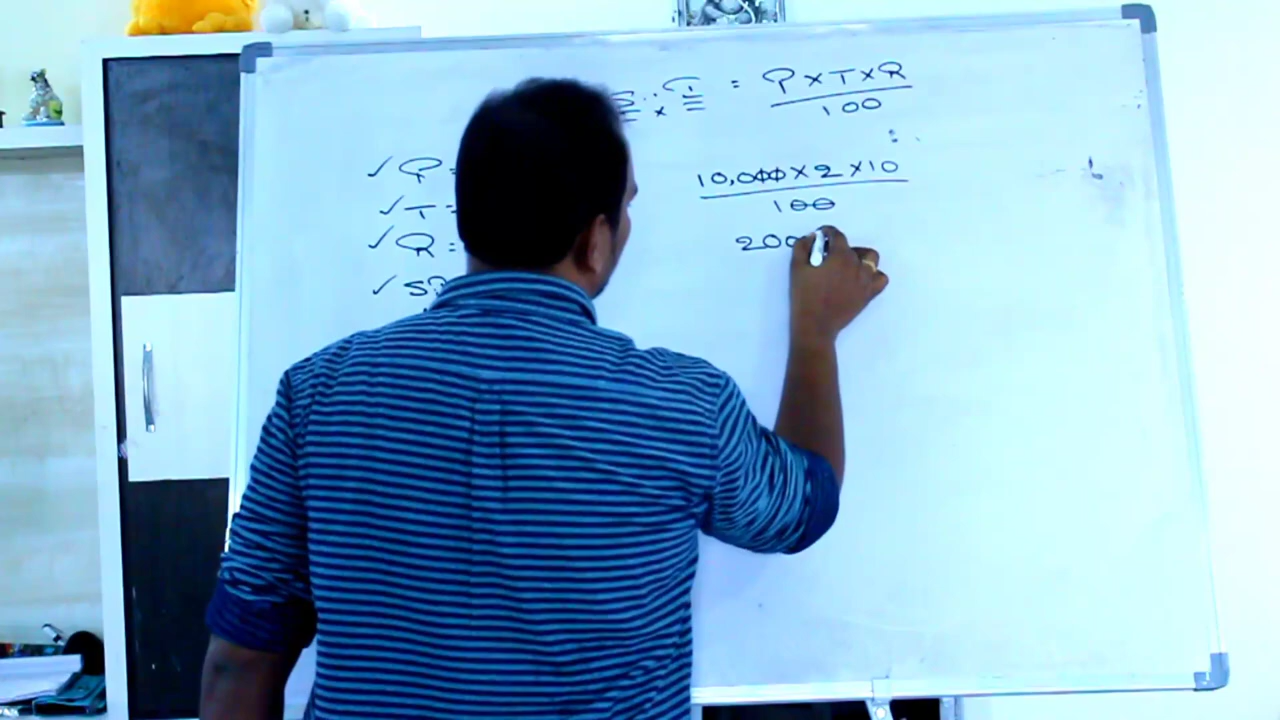 S.I = P×T×R
100
✓ P =
✓ T =
✓ R =
✓ S
10,000×2×10
100
200